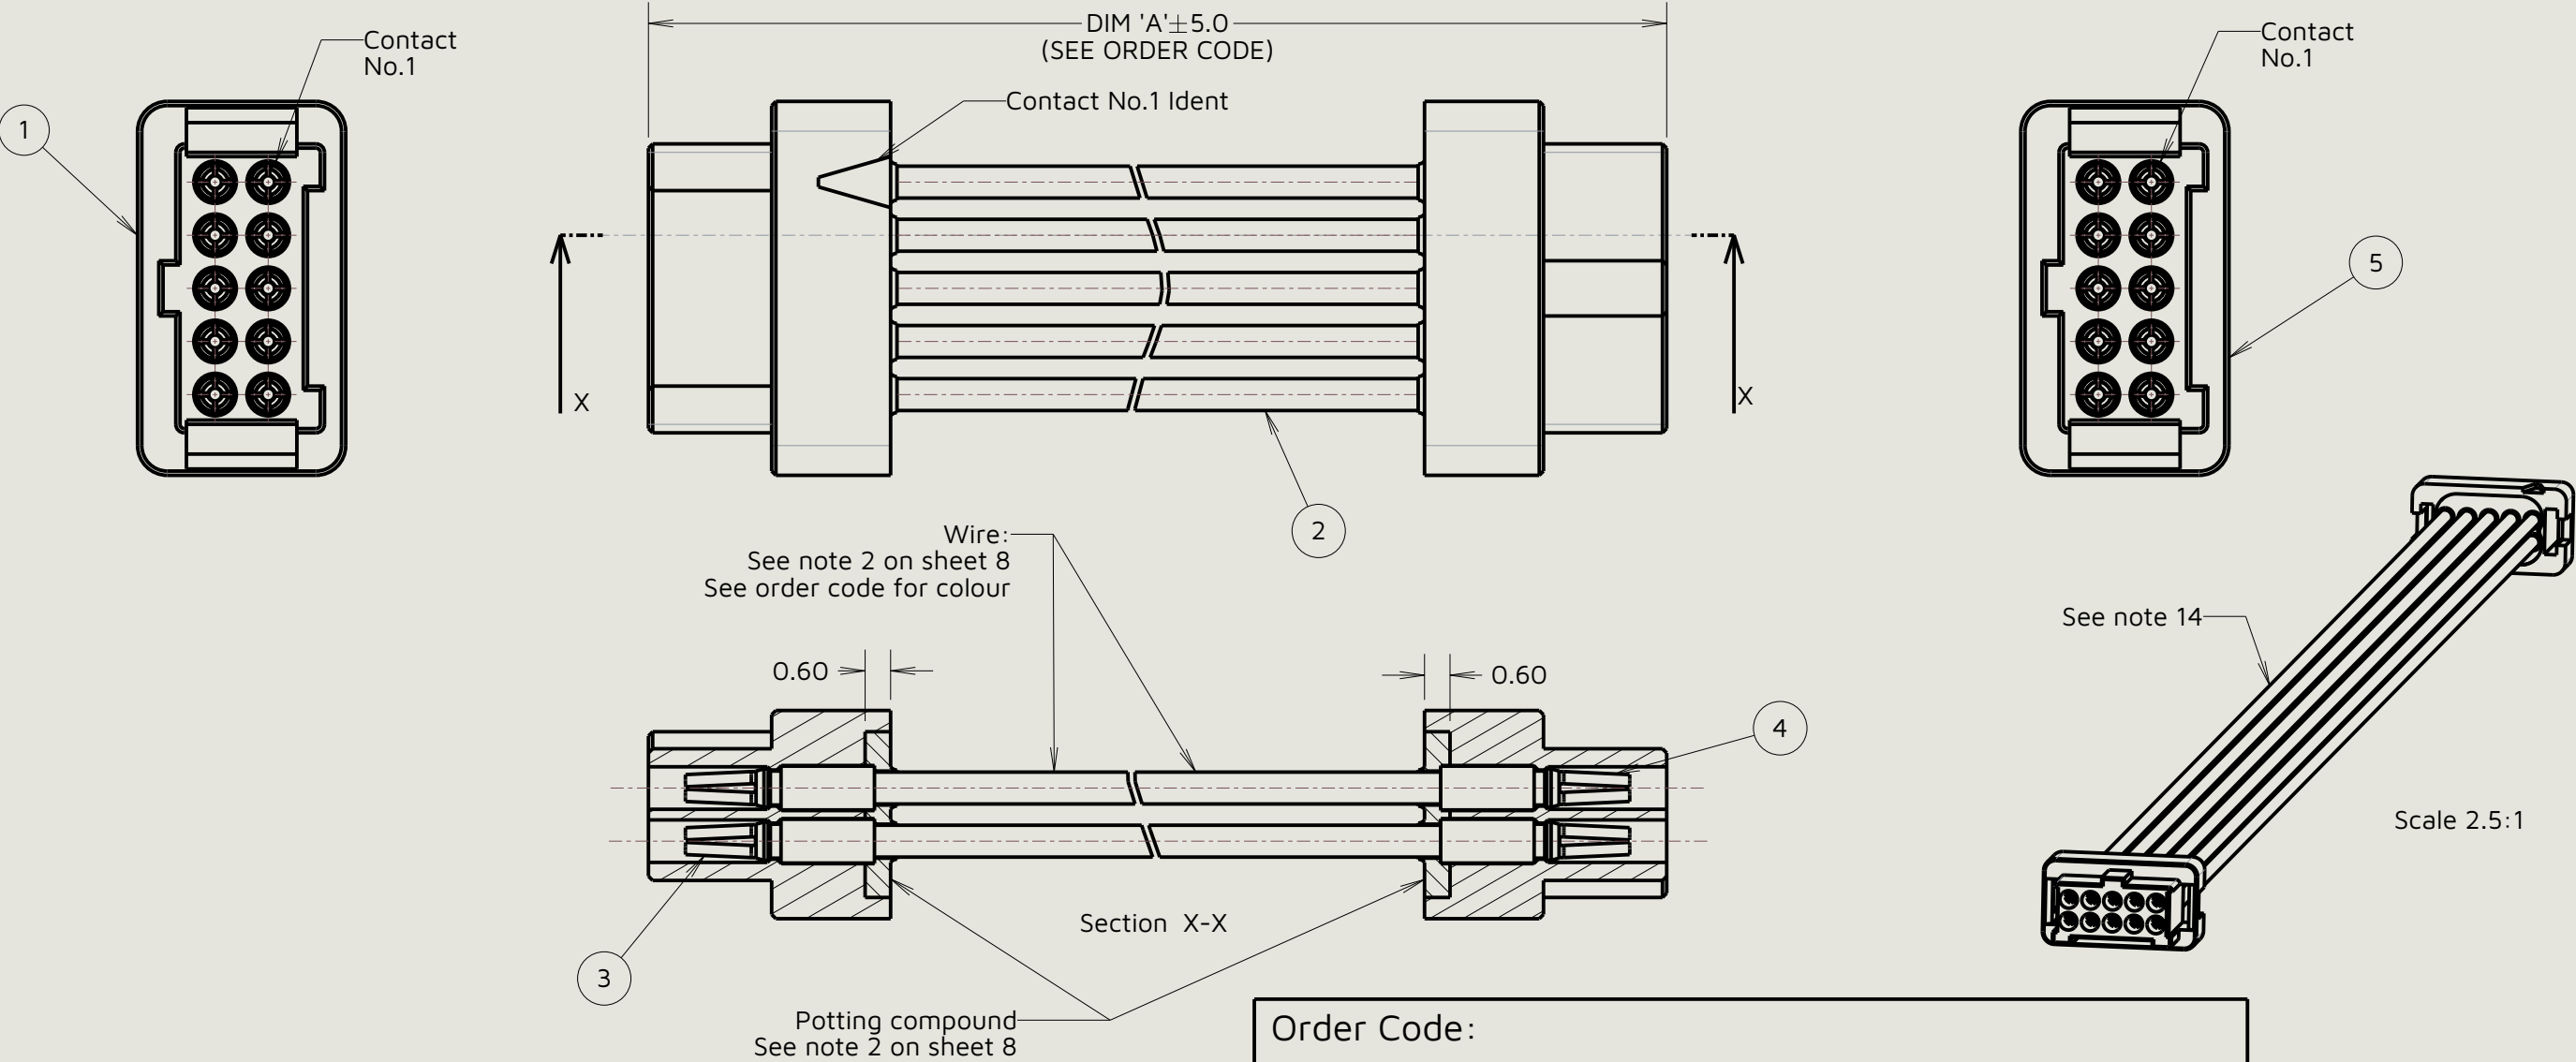 Contact
No.1
1
DIM 'A'±5.0
(SEE ORDER CODE)
Contact No.1 Ident
Contact
No.1
5
X
X
2
Wire:
See note 2 on sheet 8
See order code for colour
See note 14
0.60
0.60
4
Scale 2.5:1
Section X-X
3
Potting compound
See note 2 on sheet 8
Order Code: